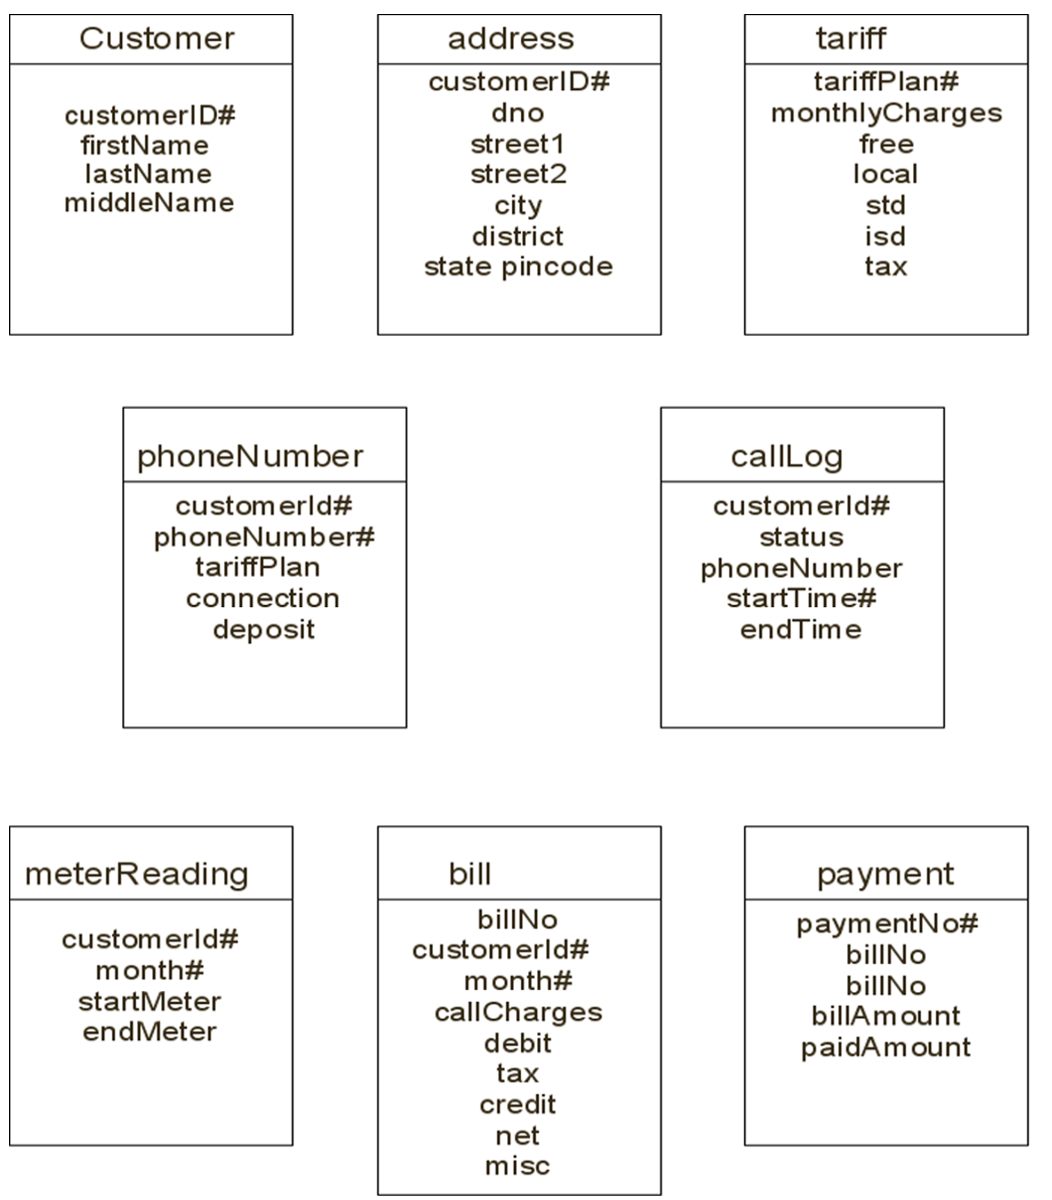 Customer
customerID#
firstName
lastName
middleName
address
customerID#
dno
street1
street2
city
district
state pincode
tariff
tariffPlan#
monthlyCharges
free
local
std
isd
tax
phoneNumber
customerId#
phoneNumber#
tariffPlan
connection
deposit
callLog
customerId#
status
phoneNumber
startTime#
endTime
meterReading
customerId#
month#
startMeter
endMeter
bill
billNo
customerId#
month#
callCharges
debit
tax
credit
net
misc
payment
paymentNo#
billNo
billNo
billAmount
paidAmount